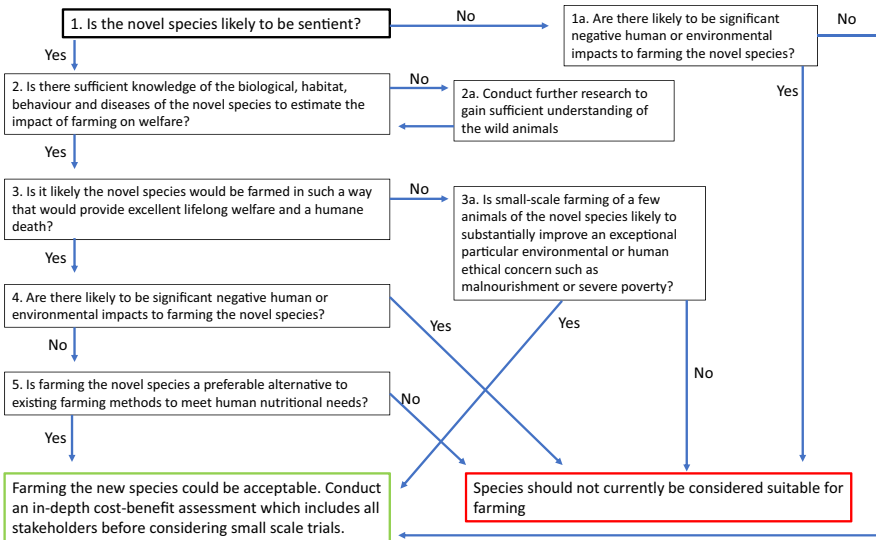 1. Is the novel species likely to be sentient?
No
1a. Are there likely to be significant
negative human or environmental
impacts to farming the novel species?
No
Yes
2. Is there sufficient knowledge of the biological, habitat,
behaviour and diseases of the novel species to estimate the
impact of farming on welfare?
No
2a. Conduct further research to
gain sufficient understanding of
the wild animals
Yes
Yes
3. Is it likely the novel species would be farmed in such a way
that would provide excellent lifelong welfare and a humane
death?
No
3a. Is small-scale farming of a few
animals of the novel species likely to
substantially improve an exceptional
particular environmental or human
ethical concern such as
malnourishment or severe poverty?
Yes
4. Are there likely to be significant negative human or
environmental impacts to farming the novel species?
Yes
Yes
No
No
5. Is farming the novel species a preferable alternative to
existing farming methods to meet human nutritional needs?
No
Yes
Farming the new species could be acceptable. Conduct
an in-depth cost-benefit assessment which includes all
stakeholders before considering small scale trials.
Species should not currently be considered suitable for
farming